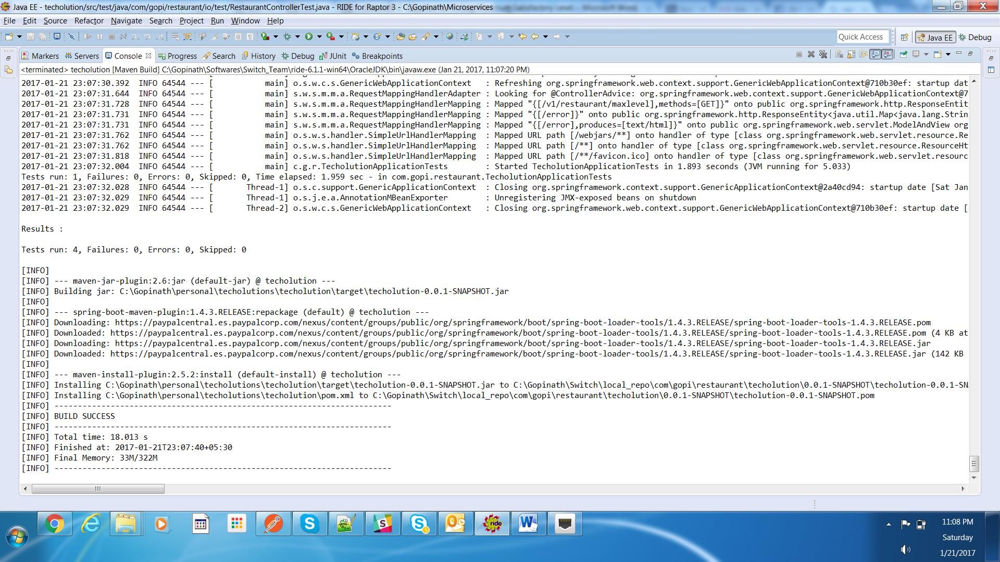 Java EE - techolution/src/test/java/com/gopi/restaurant/io/test/RestaurantControllerTest.java - RIDE for Raptor 3 - C:\Gopinath\Microservices
File Edit Source Refactor Navigate Search Project Run Window Help
Quick Access Java EE Debug
Markers Servers Console Progress Search History Debug JUnit Breakpoints
<terminated> techolution [Maven Build] C:\Gopinath\Softwares\Switch_Team\ride-6.1.1-win64\OracleJDK\bin\javaw.exe (Jan 21, 2017, 11:07:20 PM)
2017-01-21 23:07:30.392  INFO 64544 --- [           main] o.s.w.c.s.GenericWebApplicationContext   : Refreshing org.springframework.web.context.support.GenericWebApplicationContext@710b30ef: startup dat
2017-01-21 23:07:31.644  INFO 64544 --- [           main] s.w.s.m.m.a.RequestMappingHandlerAdapter : Looking for @ControllerAdvice: org.springframework.web.context.support.GenericWebApplicationContext@7
2017-01-21 23:07:31.728  INFO 64544 --- [           main] s.w.s.m.m.a.RequestMappingHandlerMapping : Mapped "{[/v1/restaurant/maxlevel],methods=[GET]}" onto public org.springframework.http.ResponseEntit
2017-01-21 23:07:31.731  INFO 64544 --- [           main] s.w.s.m.m.a.RequestMappingHandlerMapping : Mapped "{[/error]}" onto public org.springframework.http.ResponseEntity<java.util.Map<java.lang.Strin
2017-01-21 23:07:31.731  INFO 64544 --- [           main] s.w.s.m.m.a.RequestMappingHandlerMapping : Mapped "{[/error],produces=[text/html]}" onto public org.springframework.web.servlet.ModelAndView org
2017-01-21 23:07:31.762  INFO 64544 --- [           main] o.s.w.s.handler.SimpleUrlHandlerMapping  : Mapped URL path [/webjars/**] onto handler of type [class org.springframework.web.servlet.resource.Re
2017-01-21 23:07:31.762  INFO 64544 --- [           main] o.s.w.s.handler.SimpleUrlHandlerMapping  : Mapped URL path [/**] onto handler of type [class org.springframework.web.servlet.resource.ResourceHt
2017-01-21 23:07:31.818  INFO 64544 --- [           main] o.s.w.s.handler.SimpleUrlHandlerMapping  : Mapped URL path [/**/favicon.ico] onto handler of type [class org.springframework.web.servlet.resourc
2017-01-21 23:07:32.004  INFO 64544 --- [           main] c.g.r.TecholutionApplicationTests        : Started TecholutionApplicationTests in 1.893 seconds (JVM running for 5.033)
Tests run: 1, Failures: 0, Errors: 0, Skipped: 0, Time elapsed: 1.959 sec - in com.gopi.restaurant.TecholutionApplicationTests
2017-01-21 23:07:32.028  INFO 64544 --- [       Thread-1] o.s.c.support.GenericApplicationContext  : Closing org.springframework.context.support.GenericApplicationContext@2a40cd94: startup date [Sat Jan
2017-01-21 23:07:32.029  INFO 64544 --- [       Thread-1] o.s.j.e.a.AnnotationMBeanExporter        : Unregistering JMX-exposed beans on shutdown
2017-01-21 23:07:32.029  INFO 64544 --- [       Thread-2] o.s.w.c.s.GenericWebApplicationContext   : Closing org.springframework.web.context.support.GenericWebApplicationContext@710b30ef: startup date [
Results :
Tests run: 4, Failures: 0, Errors: 0, Skipped: 0
[INFO]
[INFO] --- maven-jar-plugin:2.6:jar (default-jar) @ techolution ---
[INFO] Building jar: C:\Gopinath\personal\techolutions\techolution\target\techolution-0.0.1-SNAPSHOT.jar
[INFO]
[INFO] --- spring-boot-maven-plugin:1.4.3.RELEASE:repackage (default) @ techolution ---
[INFO] Downloading: https://paypalcentral.es.paypalcorp.com/nexus/content/groups/public/org/springframework/boot/spring-boot-loader-tools/1.4.3.RELEASE/spring-boot-loader-tools-1.4.3.RELEASE.pom
[INFO] Downloaded: https://paypalcentral.es.paypalcorp.com/nexus/content/groups/public/org/springframework/boot/spring-boot-loader-tools/1.4.3.RELEASE/spring-boot-loader-tools-1.4.3.RELEASE.pom (4 KB at
[INFO] Downloading: https://paypalcentral.es.paypalcorp.com/nexus/content/groups/public/org/springframework/boot/spring-boot-loader-tools/1.4.3.RELEASE/spring-boot-loader-tools-1.4.3.RELEASE.jar
[INFO] Downloaded: https://paypalcentral.es.paypalcorp.com/nexus/content/groups/public/org/springframework/boot/spring-boot-loader-tools/1.4.3.RELEASE/spring-boot-loader-tools-1.4.3.RELEASE.jar (142 KB
[INFO]
[INFO] --- maven-install-plugin:2.5.2:install (default-install) @ techolution ---
[INFO] Installing C:\Gopinath\personal\techolutions\techolution\target\techolution-0.0.1-SNAPSHOT.jar to C:\Gopinath\Switch\local_repo\com\gopi\restaurant\techolution\0.0.1-SNAPSHOT\techolution-0.0.1-SN
[INFO] Installing C:\Gopinath\personal\techolutions\techolution\pom.xml to C:\Gopinath\Switch\local_repo\com\gopi\restaurant\techolution\0.0.1-SNAPSHOT\techolution-0.0.1-SNAPSHOT.pom
[INFO] ------------------------------------------------------------------------
[INFO] BUILD SUCCESS
[INFO] ------------------------------------------------------------------------
[INFO] Total time: 18.013 s
[INFO] Finished at: 2017-01-21T23:07:40+05:30
[INFO] Final Memory: 33M/322M
[INFO] ------------------------------------------------------------------------
ride
11:08 PM
Saturday
1/21/2017